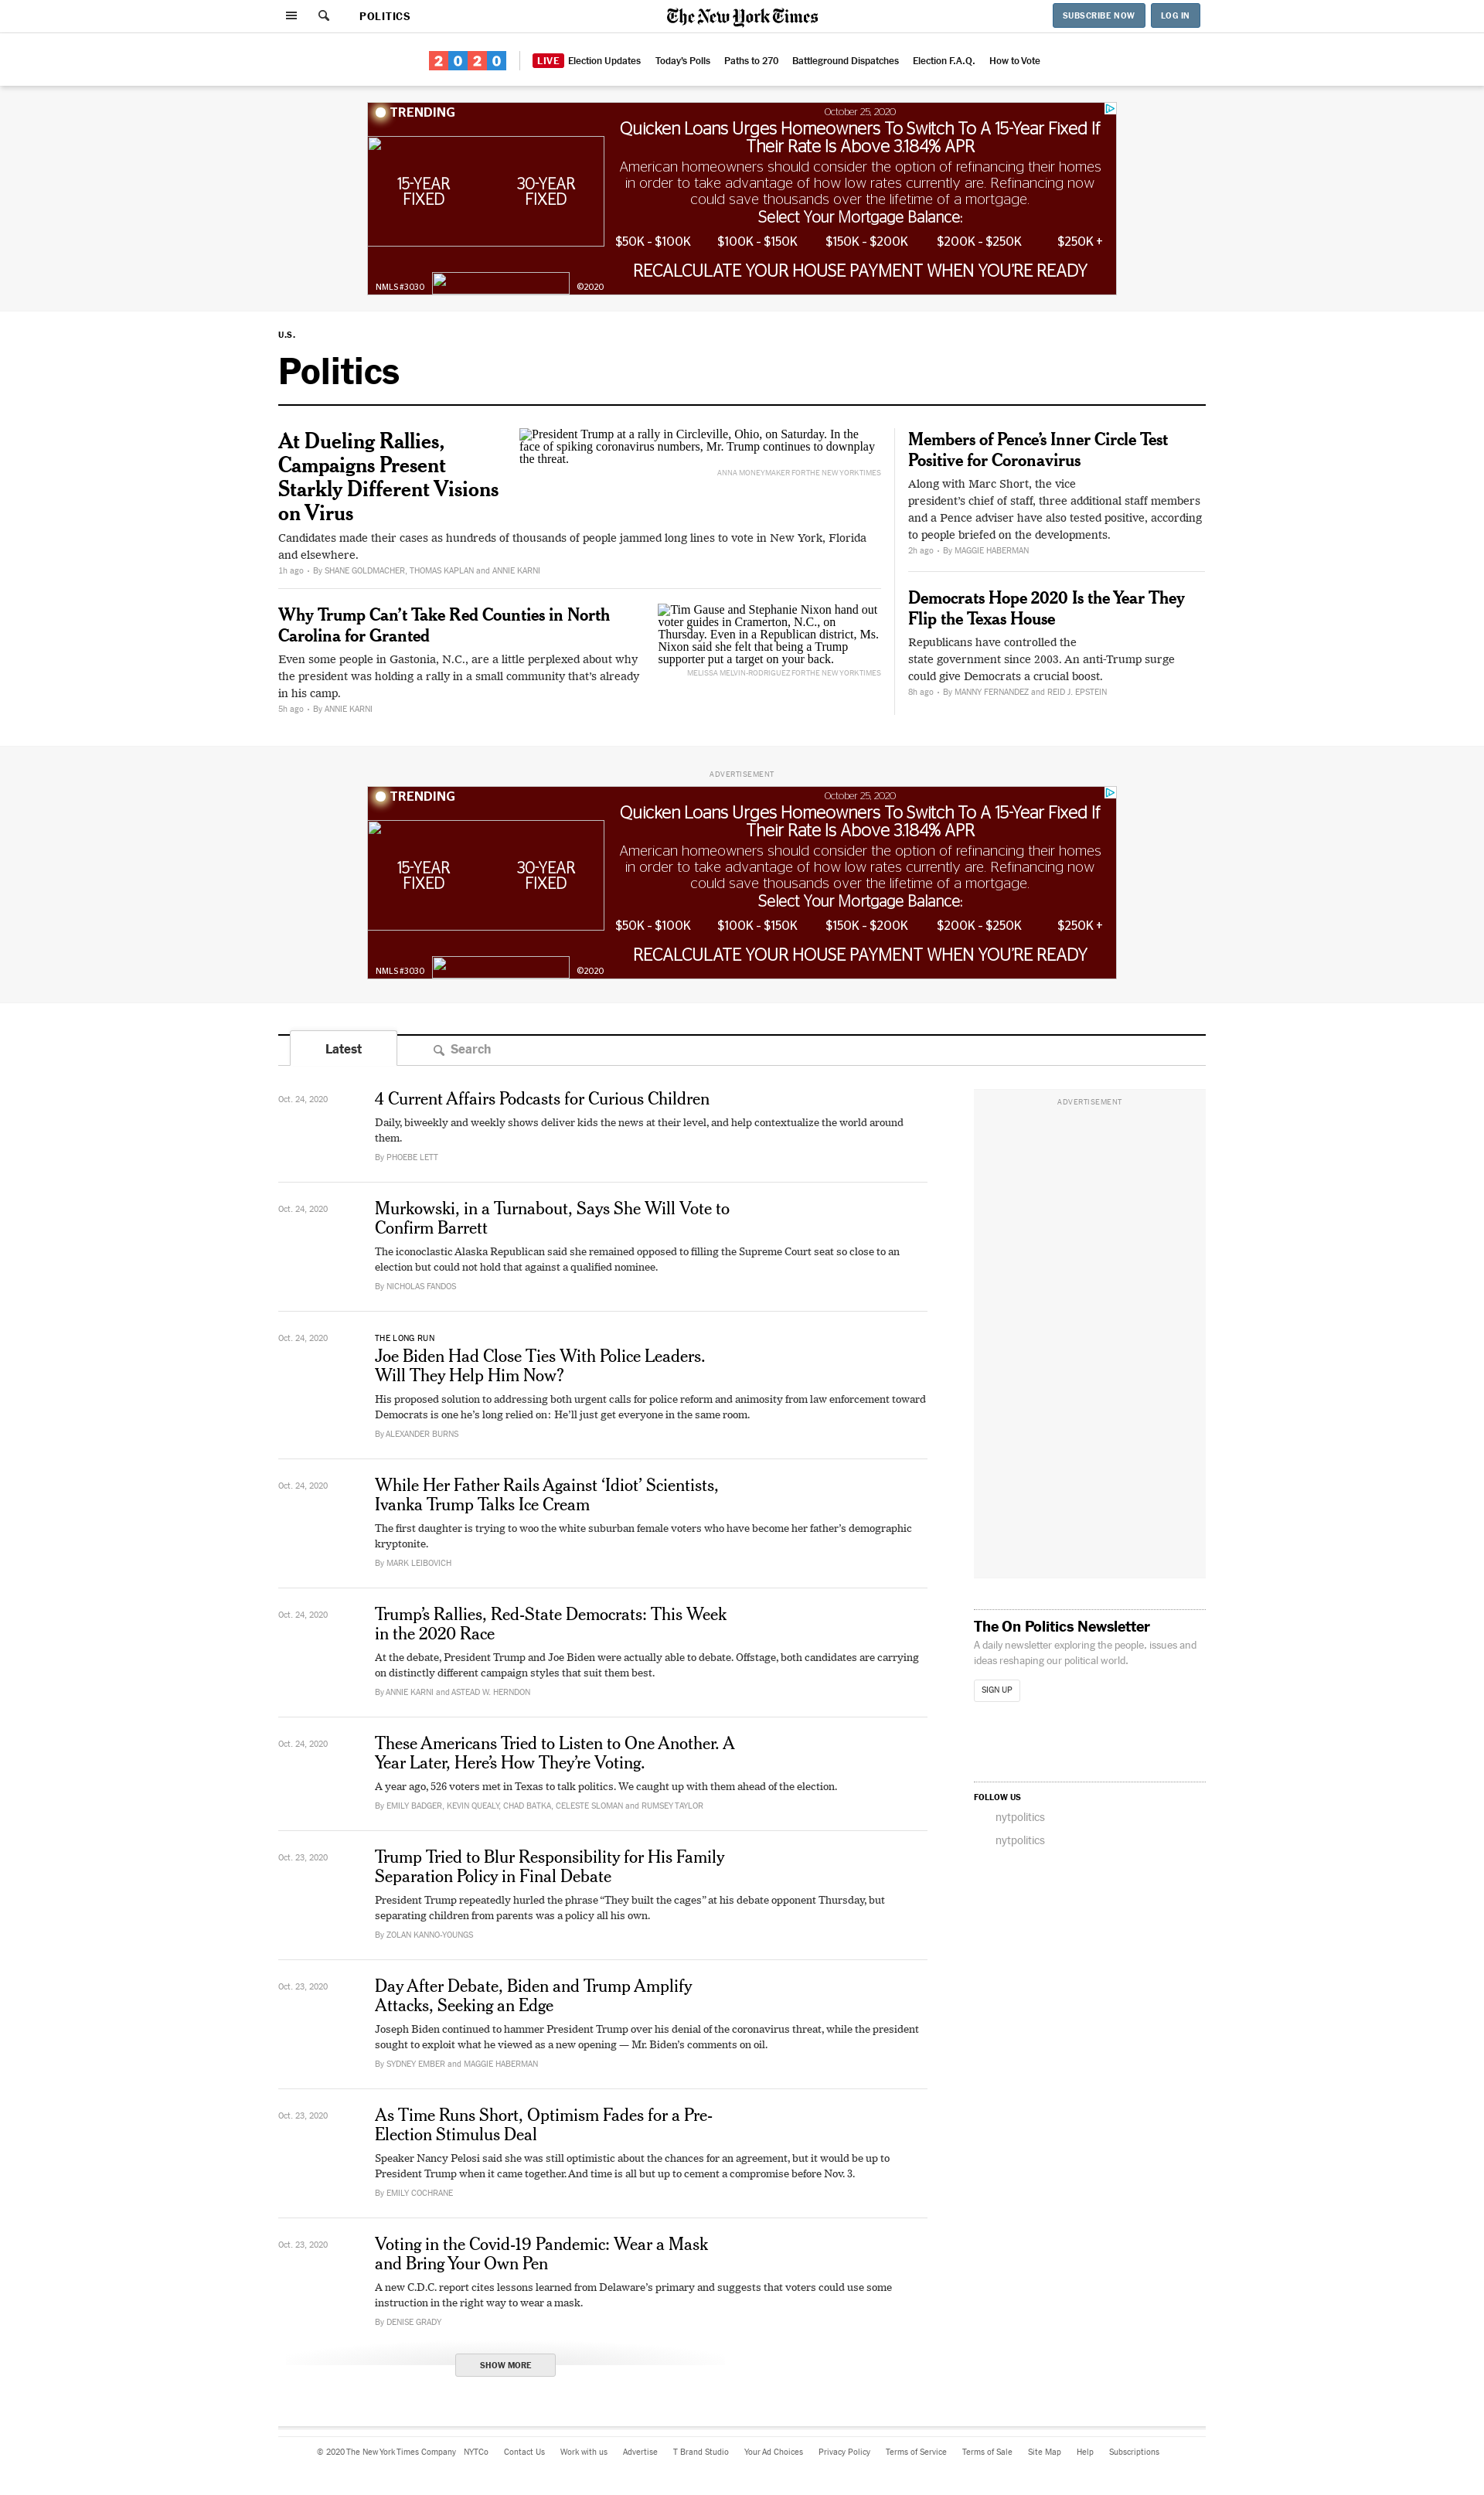 POLITICS
The New York Times
SUBSCRIBE NOW
LOG IN
2020
LIVE Election Updates
Today's Polls
Paths to 270
Battleground Dispatches
Election F.A.Q.
How to Vote
TRENDING
15-YEAR FIXED
30-YEAR FIXED
NMLS#3030
©2020
October 25, 2020
Quicken Loans Urges Homeowners To Switch To A 15-Year Fixed If
Their Rate Is Above 3.184% APR
American homeowners should consider the option of refinancing their homes
in order to take advantage of how low rates currently are. Refinancing now
could save thousands over the lifetime of a mortgage.
Select Your Mortgage Balance:
$50K - $100K
$100K - $150K
$150K - $200K
$200K - $250K
$250K +
RECALCULATE YOUR HOUSE PAYMENT WHEN YOU'RE READY
U.S.
Politics
At Dueling Rallies,
Campaigns Present
Starkly Different Visions
on Virus
President Trump at a rally in Circleville, Ohio, on Saturday. In the
face of spiking coronavirus numbers, Mr. Trump continues to downplay
the threat.
ANNA MONEYMAKER FOR THE NEW YORK TIMES
Candidates made their cases as hundreds of thousands of people jammed long lines to vote in New York, Florida
and elsewhere.
1h ago • By SHANE GOLDMACHER, THOMAS KAPLAN and ANNIE KARNI
Why Trump Can’t Take Red Counties in North
Carolina for Granted
Even some people in Gastonia, N.C., are a little perplexed about why
the president was holding a rally in a small community that’s already
in his camp.
5h ago • By ANNIE KARNI
Tim Gause and Stephanie Nixon hand out
voter guides in Cramerton, N.C., on
Thursday. Even in a Republican district, Ms.
Nixon said she felt that being a Trump
supporter put a target on your back.
MELISSA MELVIN-RODRIGUEZ FOR THE NEW YORK TIMES
Members of Pence’s Inner Circle Test
Positive for Coronavirus
Along with Marc Short, the vice
president’s chief of staff, three additional staff members
and a Pence adviser have also tested positive, according
to people briefed on the developments.
2h ago • By MAGGIE HABERMAN
Democrats Hope 2020 Is the Year They
Flip the Texas House
Republicans have controlled the
state government since 2003. An anti-Trump surge
could give Democrats a crucial boost.
8h ago • By MANNY FERNANDEZ and REID J. EPSTEIN
ADVERTISEMENT
TRENDING
15-YEAR FIXED
30-YEAR FIXED
NMLS#3030
©2020
October 25, 2020
Quicken Loans Urges Homeowners To Switch To A 15-Year Fixed If
Their Rate Is Above 3.184% APR
American homeowners should consider the option of refinancing their homes
in order to take advantage of how low rates currently are. Refinancing now
could save thousands over the lifetime of a mortgage.
Select Your Mortgage Balance:
$50K - $100K
$100K - $150K
$150K - $200K
$200K - $250K
$250K +
RECALCULATE YOUR HOUSE PAYMENT WHEN YOU'RE READY
Latest
Search
Oct. 24, 2020
4 Current Affairs Podcasts for Curious Children
Daily, biweekly and weekly shows deliver kids the news at their level, and help contextualize the world around
them.
By PHOEBE LETT
Oct. 24, 2020
Murkowski, in a Turnabout, Says She Will Vote to
Confirm Barrett
The iconoclastic Alaska Republican said she remained opposed to filling the Supreme Court seat so close to an
election but could not hold that against a qualified nominee.
By NICHOLAS FANDOS
Oct. 24, 2020
THE LONG RUN
Joe Biden Had Close Ties With Police Leaders.
Will They Help Him Now?
His proposed solution to addressing both urgent calls for police reform and animosity from law enforcement toward
Democrats is one he’s long relied on: He’ll just get everyone in the same room.
By ALEXANDER BURNS
Oct. 24, 2020
While Her Father Rails Against ‘Idiot’ Scientists,
Ivanka Trump Talks Ice Cream
The first daughter is trying to woo the white suburban female voters who have become her father’s demographic
kryptonite.
By MARK LEIBOVICH
Oct. 24, 2020
Trump’s Rallies, Red-State Democrats: This Week
in the 2020 Race
At the debate, President Trump and Joe Biden were actually able to debate. Offstage, both candidates are carrying
on distinctly different campaign styles that suit them best.
By ANNIE KARNI and ASTEAD W. HERNDON
Oct. 24, 2020
These Americans Tried to Listen to One Another. A
Year Later, Here’s How They’re Voting.
A year ago, 526 voters met in Texas to talk politics. We caught up with them ahead of the election.
By EMILY BADGER, KEVIN QUEALY, CHAD BATKA, CELESTE SLOMAN and RUMSEY TAYLOR
Oct. 23, 2020
Trump Tried to Blur Responsibility for His Family
Separation Policy in Final Debate
President Trump repeatedly hurled the phrase “They built the cages” at his debate opponent Thursday, but
separating children from parents was a policy all his own.
By ZOLAN KANNO-YOUNGS
Oct. 23, 2020
Day After Debate, Biden and Trump Amplify
Attacks, Seeking an Edge
Joseph Biden continued to hammer President Trump over his denial of the coronavirus threat, while the president
sought to exploit what he viewed as a new opening — Mr. Biden’s comments on oil.
By SYDNEY EMBER and MAGGIE HABERMAN
Oct. 23, 2020
As Time Runs Short, Optimism Fades for a Pre-
Election Stimulus Deal
Speaker Nancy Pelosi said she was still optimistic about the chances for an agreement, but it would be up to
President Trump when it came together. And time is all but up to cement a compromise before Nov. 3.
By EMILY COCHRANE
Oct. 23, 2020
Voting in the Covid-19 Pandemic: Wear a Mask
and Bring Your Own Pen
A new C.D.C. report cites lessons learned from Delaware’s primary and suggests that voters could use some
instruction in the right way to wear a mask.
By DENISE GRADY
SHOW MORE
ADVERTISEMENT
The On Politics Newsletter
A daily newsletter exploring the people, issues and
ideas reshaping our political world.
SIGN UP
FOLLOW US
nytpolitics
nytpolitics
© 2020 The New York Times Company
NYTCo
Contact Us
Work with us
Advertise
T Brand Studio
Your Ad Choices
Privacy Policy
Terms of Service
Terms of Sale
Site Map
Help
Subscriptions